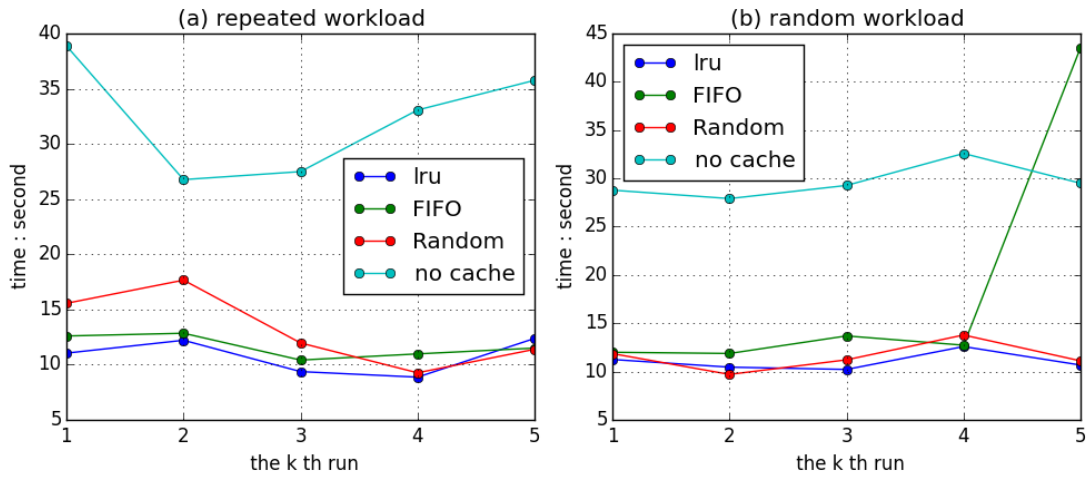 (a) repeated workload
40
35
30
25
20
15
10
5
time : second
lru
FIFO
Random
no cache
1 2 3 4 5
the k th run
(b) random workload
45
40
35
30
25
20
15
10
5
time : second
lru
FIFO
Random
no cache
1 2 3 4 5
the k th run